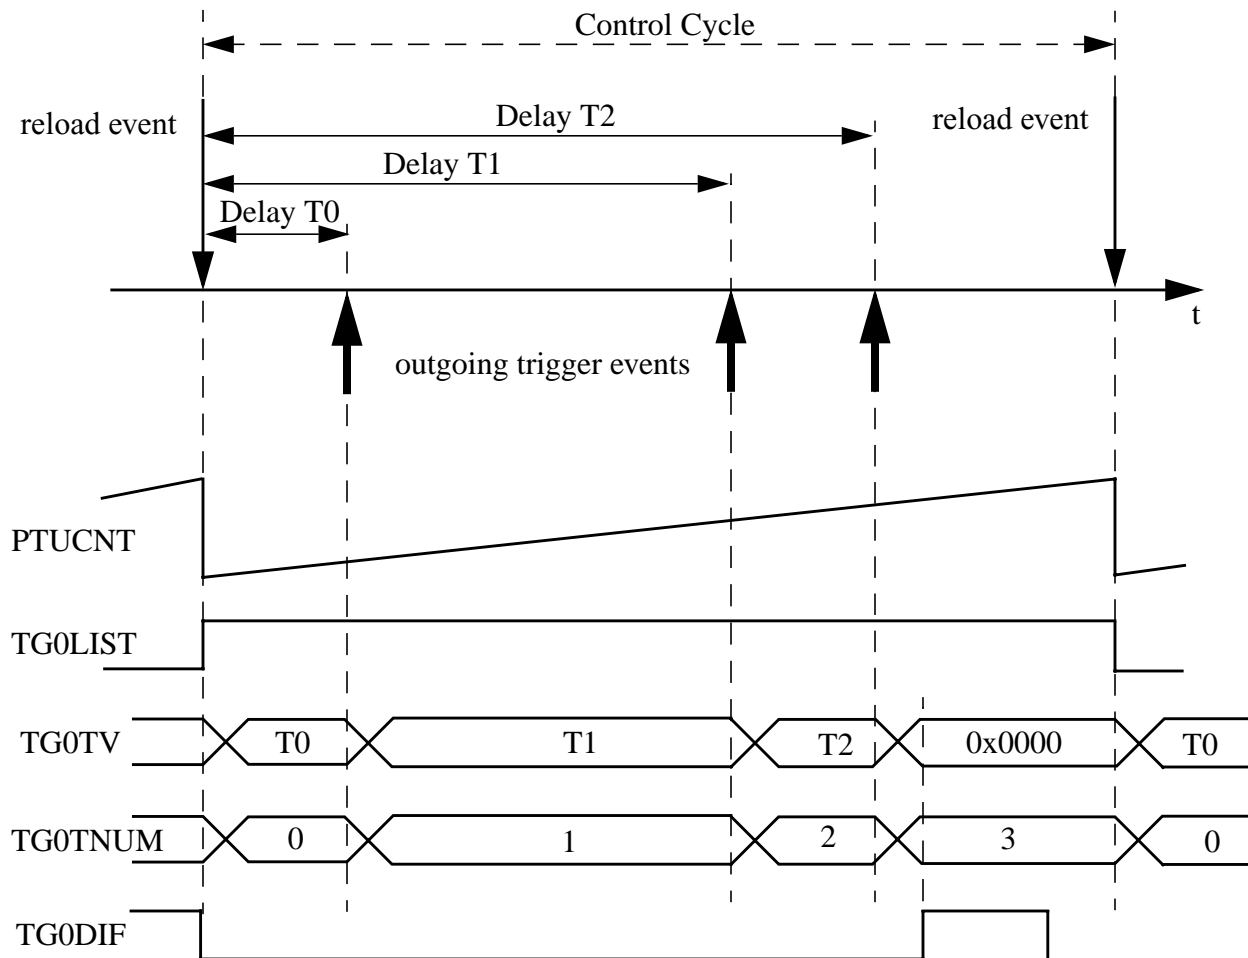 Control Cycle
reload event
Delay T2
reload event
Delay T1
Delay T0
t
outgoing trigger events
PTUCNT
TG0LIST
TG0TV T0 T1 T2 0x0000 T0
TG0TNUM 0 1 2 3 0
TG0DIF